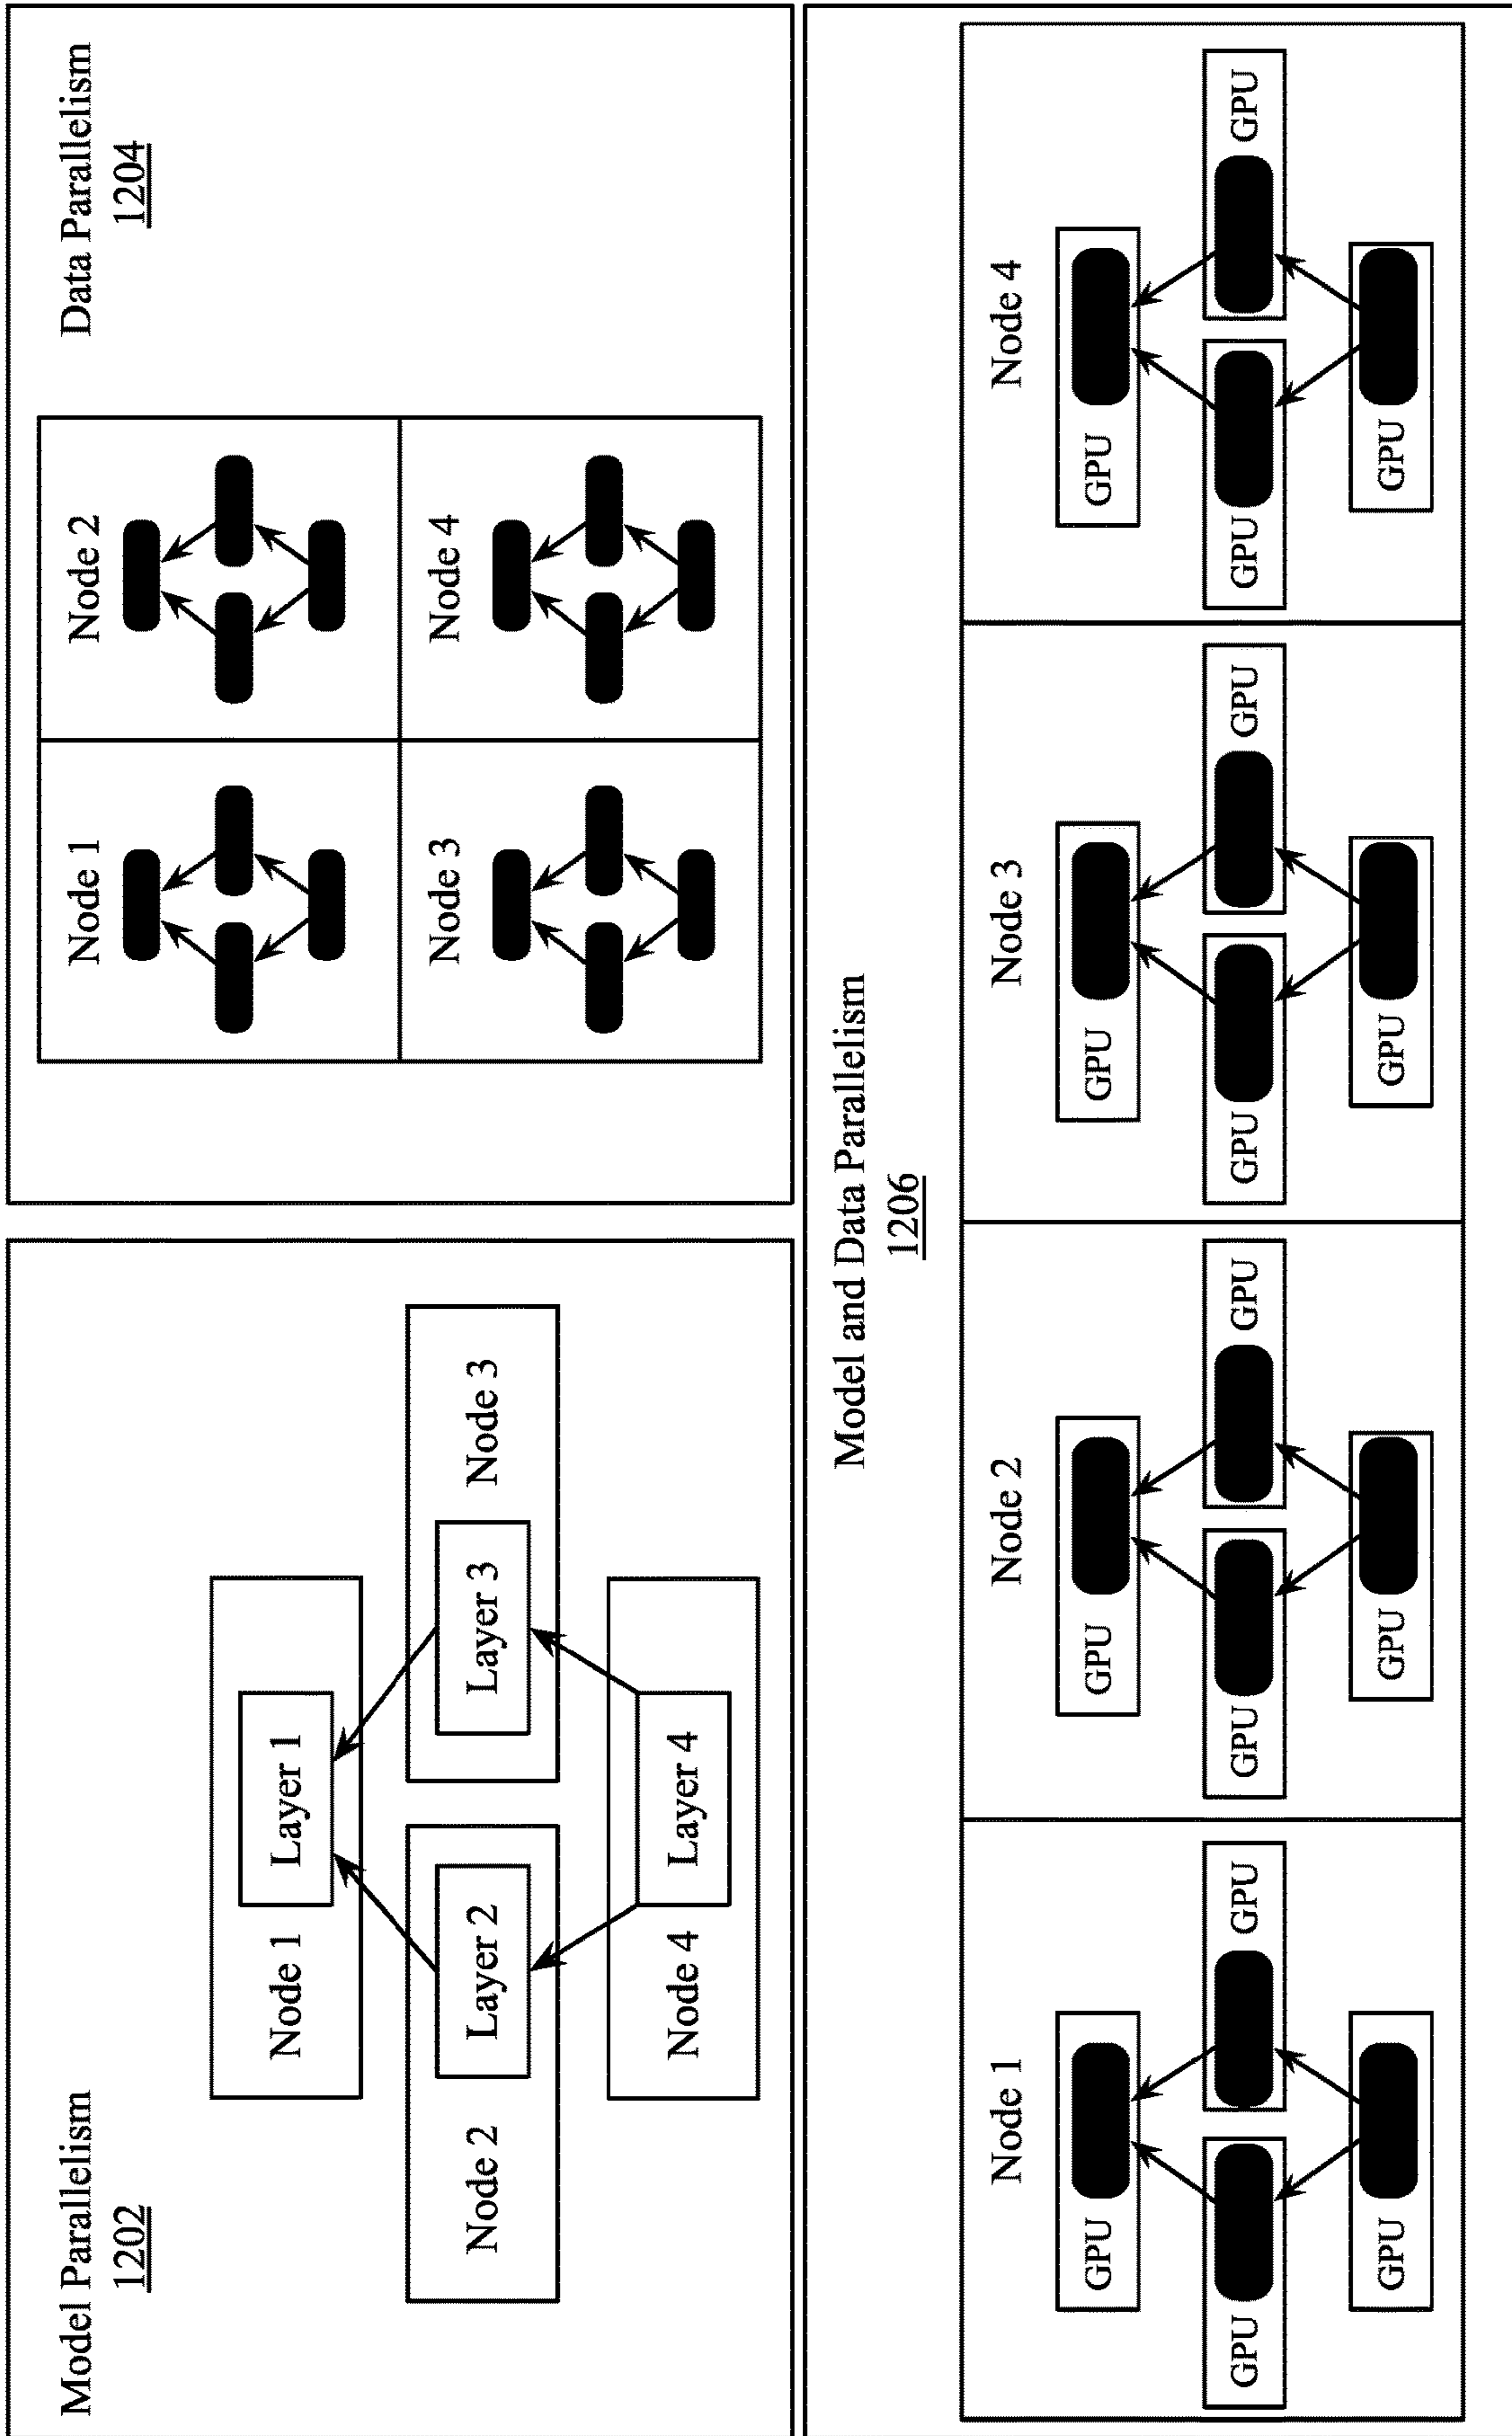 Model Parallelism
1202
Node 1
Layer 1
Node 2
Layer 2
Layer 3
Node 3
Node 4
Layer 4
Data Parallelism
1204
Node 1
Node 2
Node 3
Node 4
Model and Data Parallelism
1206
Node 1
GPU
GPU
GPU
GPU
Node 2
GPU
GPU
GPU
GPU
Node 3
GPU
GPU
GPU
GPU
Node 4
GPU
GPU
GPU
GPU